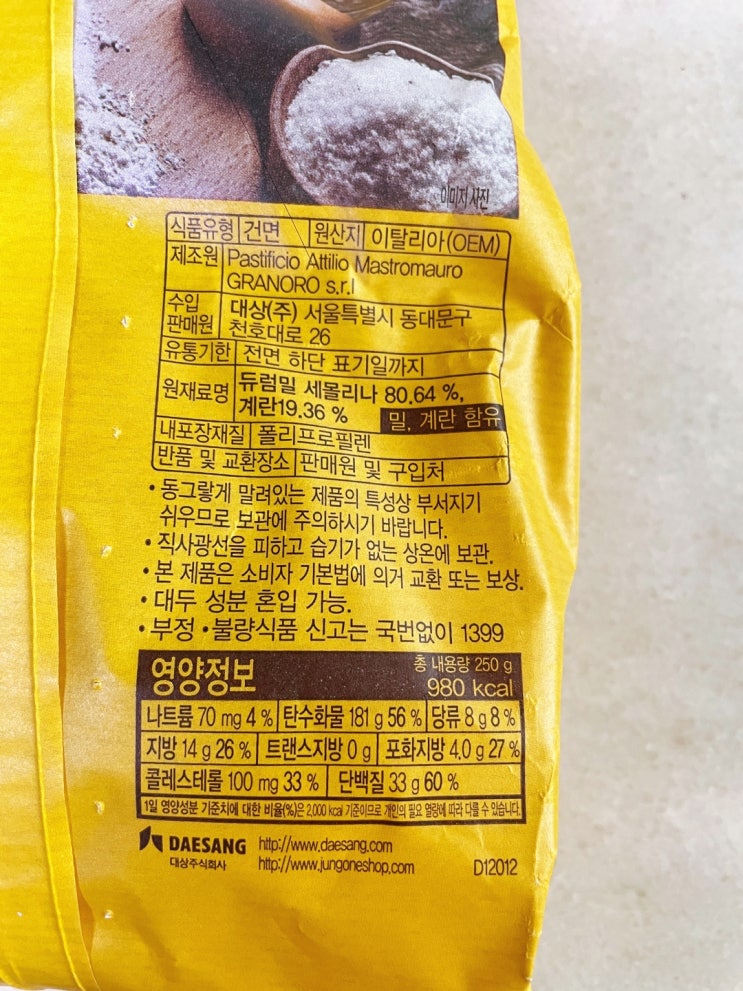 이미지 사진
식품유형 건면 원산지 이탈리아(OEM)
제조원 Pastificio Attilio Mastromauro
GRANORO s.r.l
수입 대상(주) 서울특별시 동대문구
판매원 천호대로 26
유통기한 전면 하단 표기일까지
원재료명 듀럼밀 세몰리나 80.64 %,
계란19.36 % 밀, 계란 함유
내포장재질 폴리프로필렌
반품 및 교환장소 판매원 및 구입처
• 동그랗게 말려있는 제품의 특성상 부서지기
쉬우므로 보관에 주의하시기 바랍니다.
• 직사광선을 피하고 습기가 없는 상온에 보관.
• 본 제품은 소비자 기본법에 의거 교환 또는 보상.
• 대두 성분 혼입 가능.
• 부정•불량식품 신고는 국번없이 1399
영양정보 총 내용량 250 g
980 kcal
나트륨 70 mg 4 % 탄수화물 181 g 56 % 당류 8 g 8 %
지방 14 g 26 % 트랜스지방 0 g 포화지방 4.0 g 27 %
콜레스테롤 100 mg 33 % 단백질 33 g 60 %
1일 영양성분 기준치에 대한 비율(%)은 2,000 kcal 기준이므로 개인의 필요 열량에 따라 다를 수 있습니다.
DAESANG http://www.daesang.com
대상주식회사 http://www.jungoneshop.com D12012